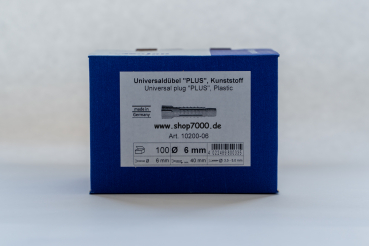 Universaldübel "PLUS", Kunststoff
Universal plug "PLUS", Plastic
made in
Germany
www.shop7000.de
Art. 10200-06
100 Ø 6 mm
Ø 6 mm
40 mm